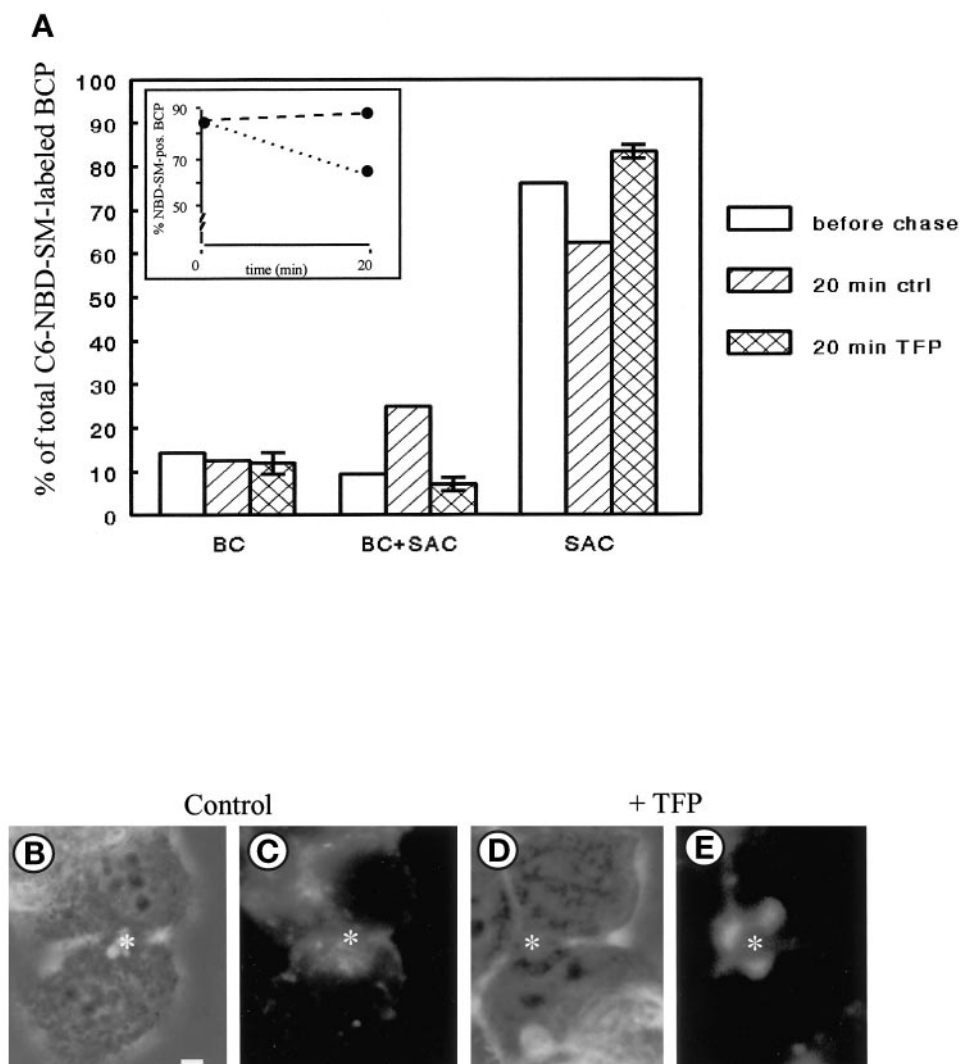 A
% of total C6-NBD-SM-labeled BCP
100
90
80
70
60
50
40
30
20
10
0
% NBD-SM-pos. BCP
90
70
50
0
20
time (min)
BC
BC+SAC
SAC
before chase
20 min ctrl
20 min TFP
Control
+ TFP
B
*
C
*
D
*
E
*